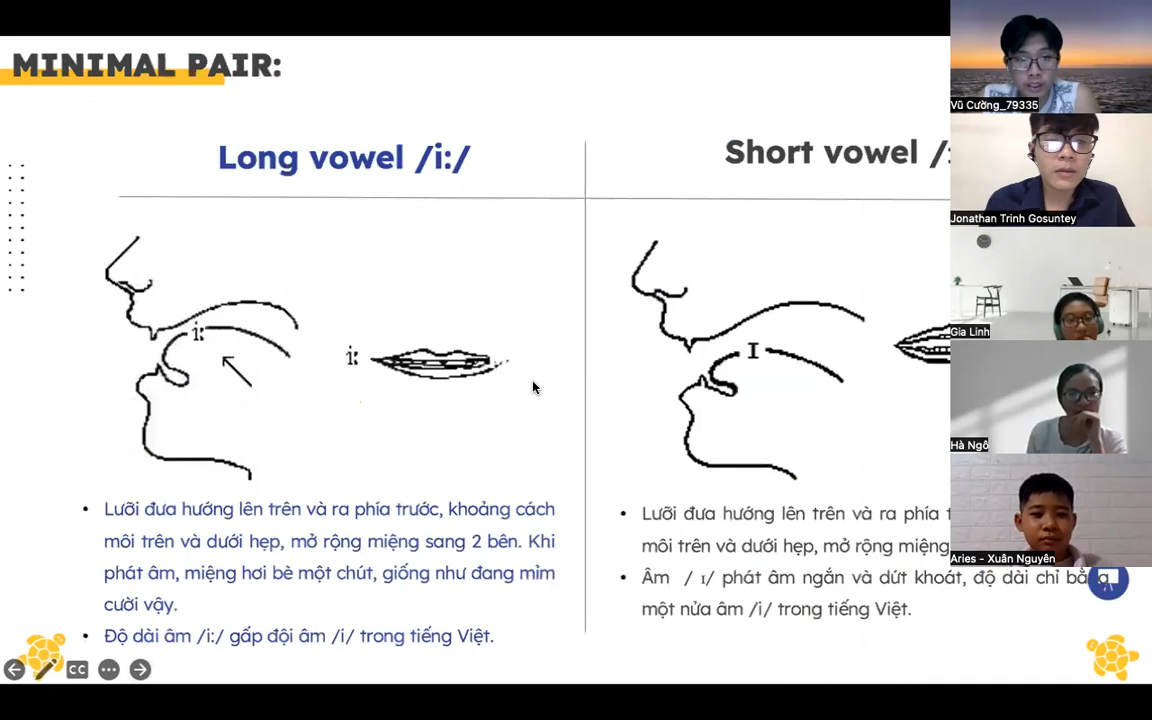 MINIMAL PAIR:
Long vowel /i:/
Short vowel /
i:
i:
I
Lưỡi đưa hướng lên trên và ra phía trước, khoảng cách
môi trên và dưới hẹp, mở rộng miệng sang 2 bên. Khi
phát âm, miệng hơi bè một chút, giống như đang mỉm
cười vậy.
Độ dài âm /i:/ gấp đội âm /i/ trong tiếng Việt.
Lưỡi đưa hướng lên trên và ra phía
môi trên và dưới hẹp, mở rộng miệng
Âm / ɪ/ phát âm ngắn và dứt khoát, độ dài chỉ bằng
một nửa âm /i/ trong tiếng Việt.
CC
Vũ Cường_79335
Jonathan Trinh Gosuntey
Gia Linh
Hà Ngô
Aries - Xuân Nguyên